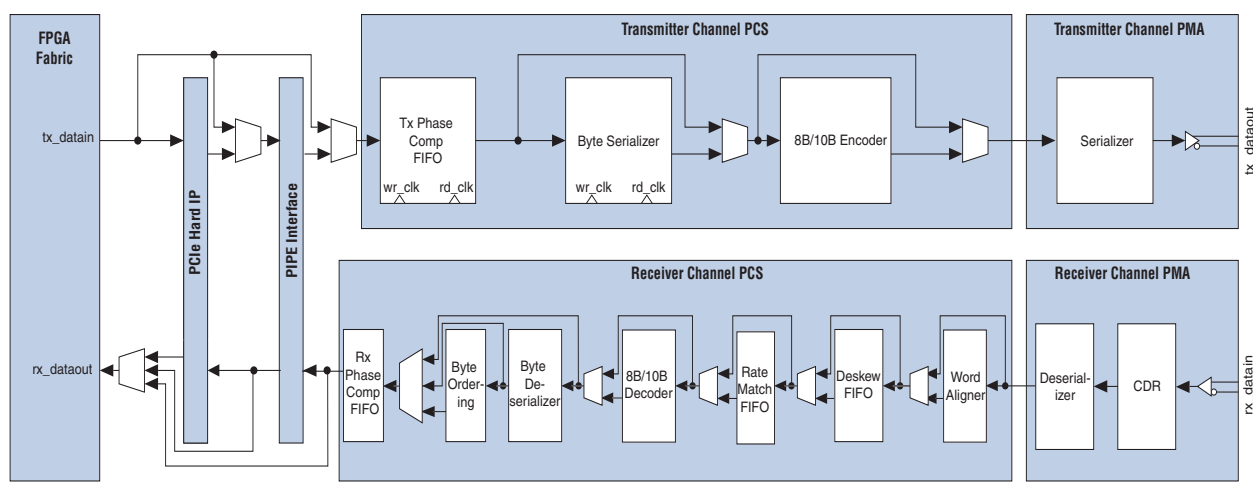 FPGA
Fabric
tx_datain
rx_dataout
PCIe Hard IP
PIPE Interface
Transmitter Channel PCS
Tx Phase
Comp
FIFO
wr_clk
rd_clk
Byte Serializer
wr_clk
rd_clk
8B/10B Encoder
Transmitter Channel PMA
Serializer
tx_dataout
Receiver Channel PCS
Rx
Phase
Comp
FIFO
Byte
Order-
ing
Byte
De-
serializer
8B/10B
Decoder
Rate
Match
FIFO
Deskew
FIFO
Word
Aligner
Receiver Channel PMA
Deserial-
izer
CDR
rx_datain